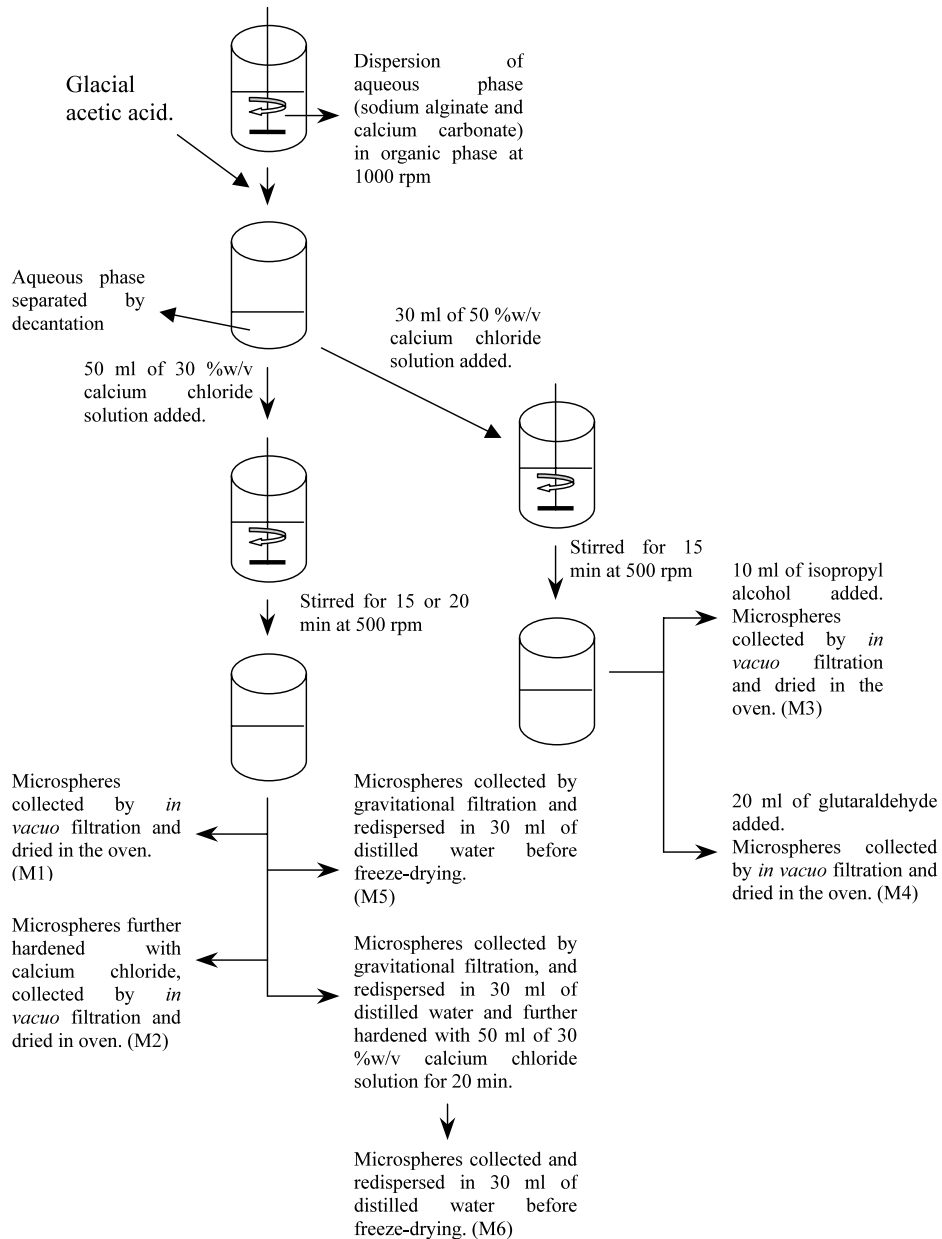 Dispersion of
aqueous phase
(sodium alginate and
calcium carbonate)
in organic phase at
1000 rpm
Glacial
acetic acid.
Aqueous phase
separated by
decantation
30 ml of 50 %w/v
calcium chloride
solution added.
50 ml of 30 %w/v
calcium chloride
solution added.
Stirred for 15
min at 500 rpm
Stirred for 15 or 20
min at 500 rpm
10 ml of isopropyl
alcohol added.
Microspheres
collected by in
vacuo filtration
and dried in the
oven. (M3)
Microspheres
collected by in
vacuo filtration and
dried in the oven.
(M1)
Microspheres collected by
gravitational filtration and
redispersed in 30 ml of
distilled water before
freeze-drying.
(M5)
20 ml of glutaraldehyde
added.
Microspheres collected
by in vacuo filtration and
dried in the oven. (M4)
Microspheres further
hardened with
calcium chloride,
collected by in
vacuo filtration and
dried in oven. (M2)
Microspheres collected by
gravitational filtration, and
redispersed in 30 ml of
distilled water and further
hardened with 50 ml of 30
%w/v calcium chloride
solution for 20 min.
Microspheres collected and
redispersed in 30 ml of
distilled water before
freeze-drying. (M6)